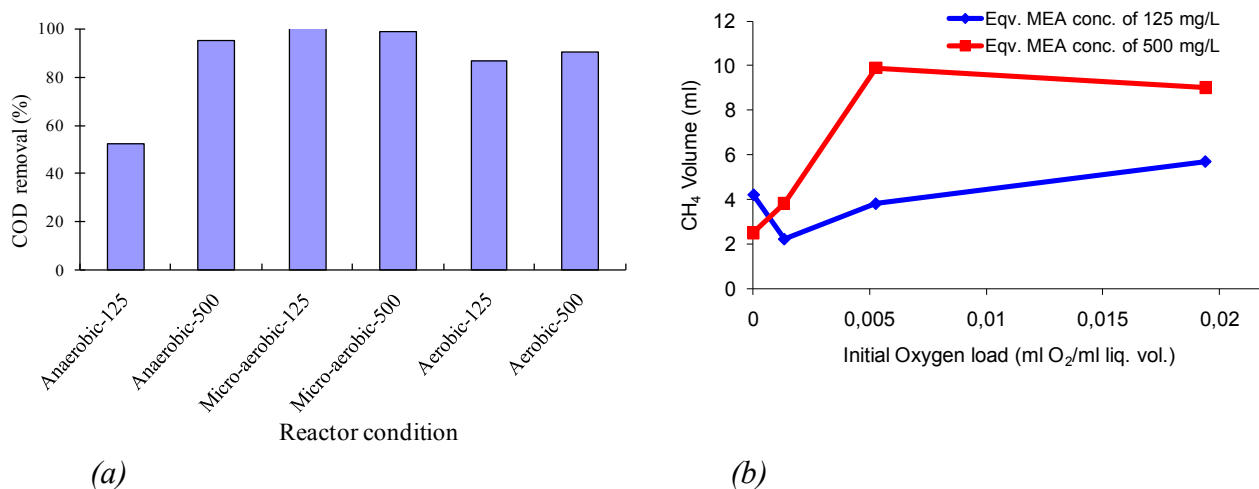 COD removal (%)
100
80
60
40
20
0
Anaerobic-125
Anaerobic-500
Micro-aerobic-125
Micro-aerobic-500
Aerobic-125
Aerobic-500
Reactor condition
(a)
Eqv. MEA conc. of 125 mg/L
Eqv. MEA conc. of 500 mg/L
CH₄ Volume (ml)
12
10
8
6
4
2
0
0 0,005 0,01 0,015 0,02
Initial Oxygen load (ml O₂/ml liq. vol.)
(b)